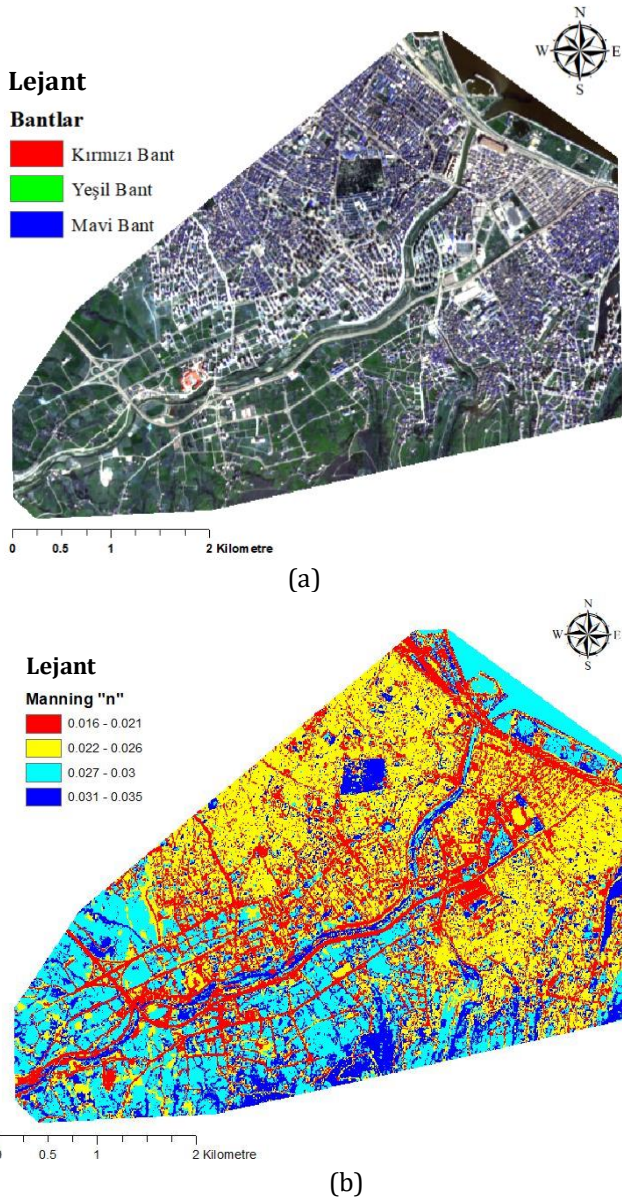 N
W E
S
Lejant
Bantlar
Kırmızı Bant
Yeşil Bant
Mavi Bant
0 0.5 1 2 Kilometre
(a)
N
W E
S
Lejant
Manning "n"
0.016 - 0.021
0.022 - 0.026
0.027 - 0.03
0.031 - 0.035
0 0.5 1 2 Kilometre
(b)